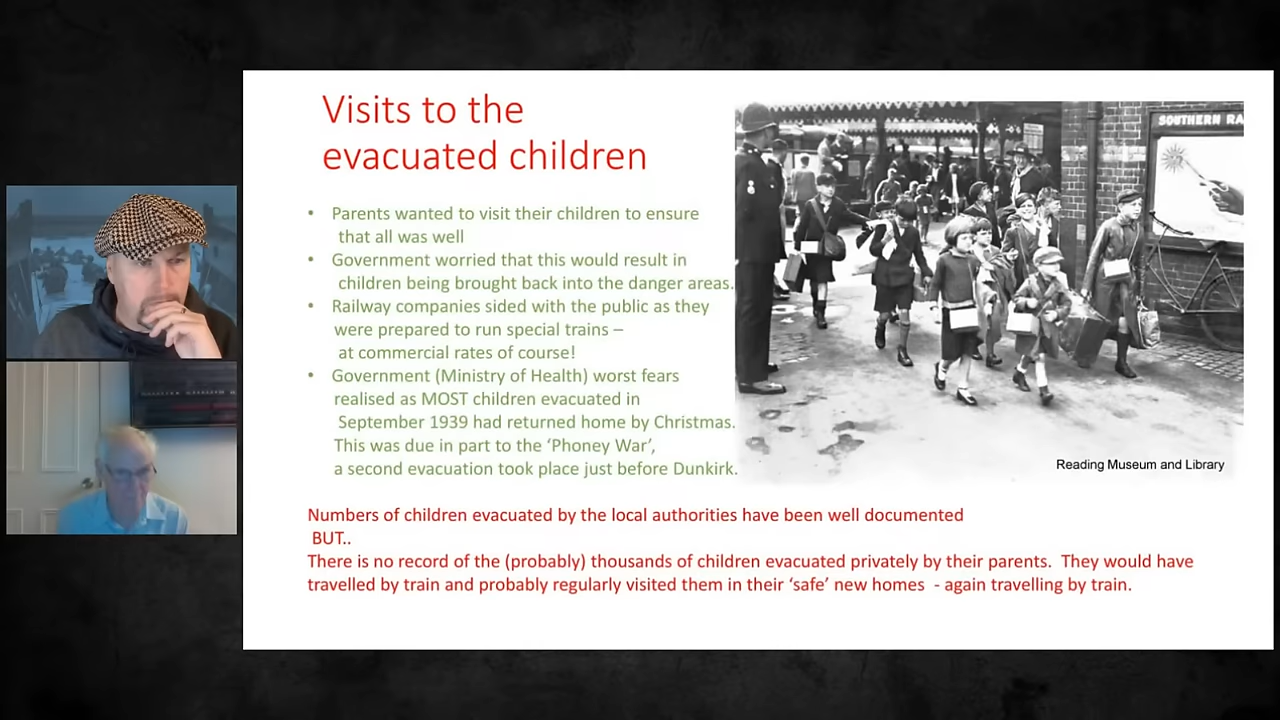 Visits to the
evacuated children
• Parents wanted to visit their children to ensure
that all was well
• Government worried that this would result in
children being brought back into the danger areas.
• Railway companies sided with the public as they
were prepared to run special trains –
at commercial rates of course!
• Government (Ministry of Health) worst fears
realised as MOST children evacuated in
September 1939 had returned home by Christmas.
This was due in part to the ‘Phoney War’,
a second evacuation took place just before Dunkirk.
SOUTHERN RA
Reading Museum and Library
Numbers of children evacuated by the local authorities have been well documented
BUT..
There is no record of the (probably) thousands of children evacuated privately by their parents. They would have
travelled by train and probably regularly visited them in their ‘safe’ new homes - again travelling by train.